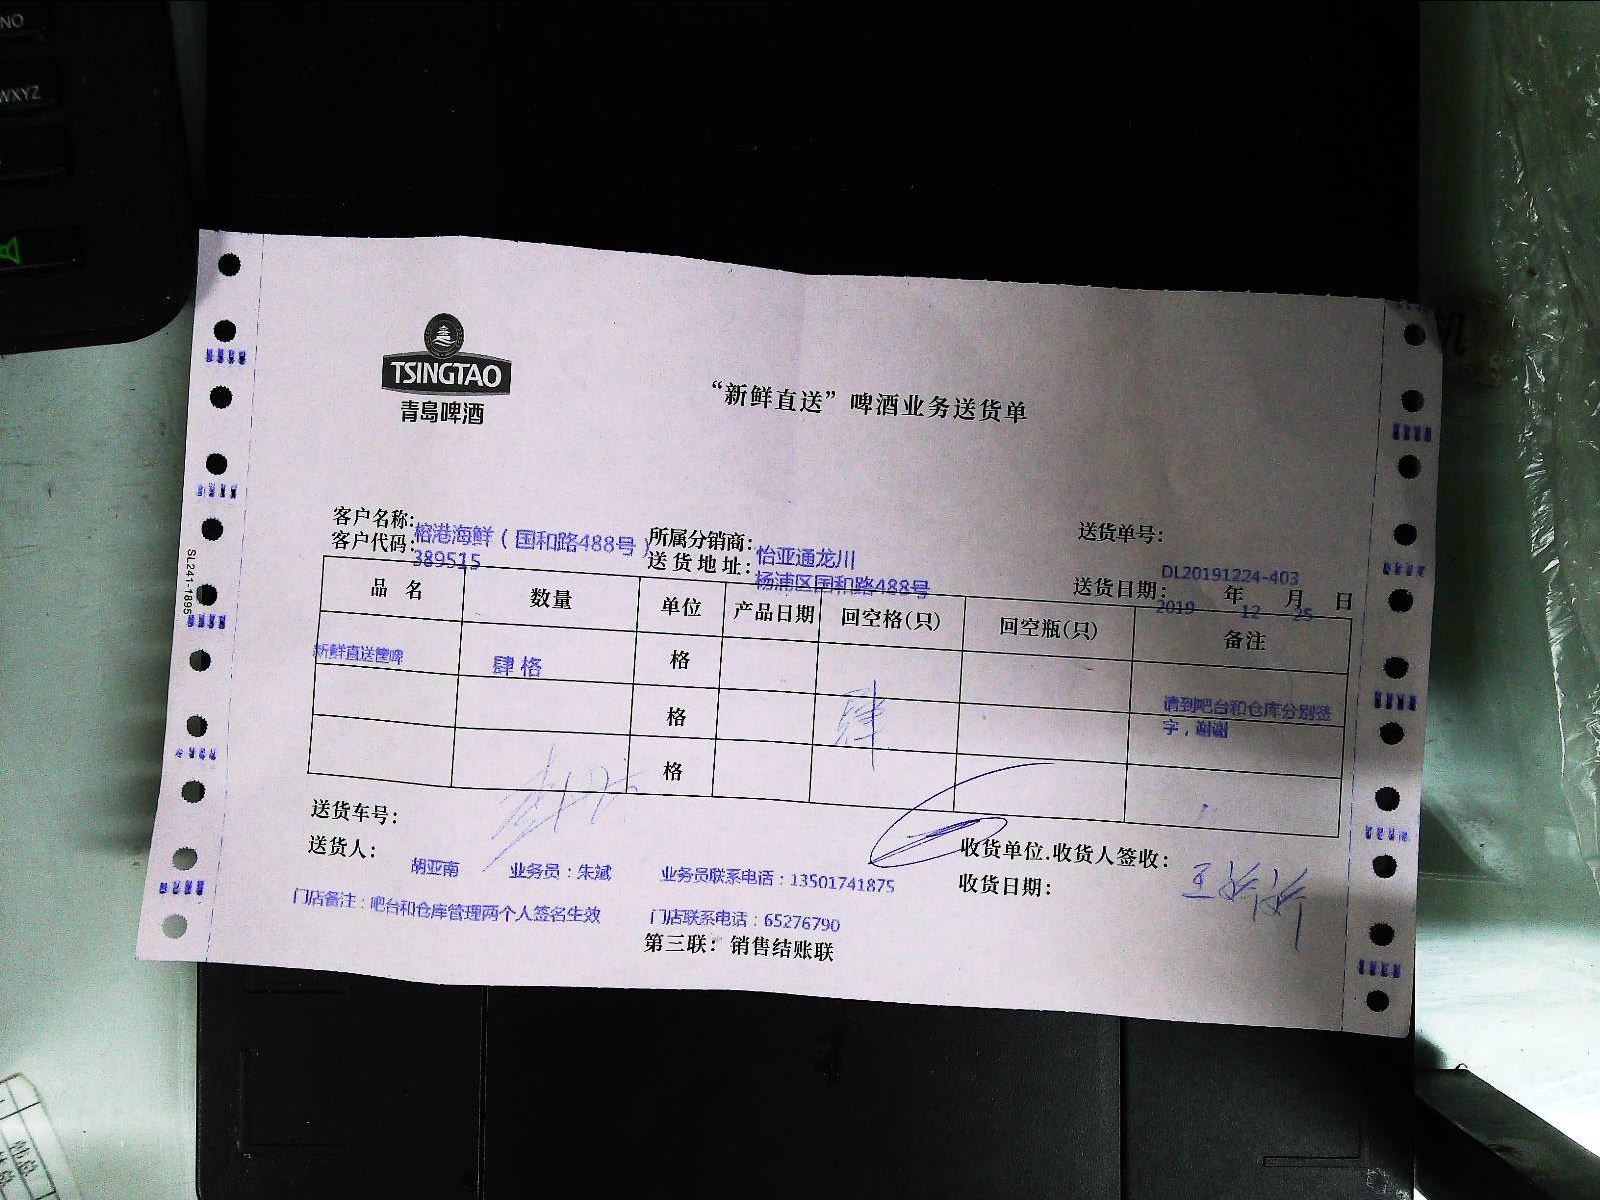 NO
WXYZ
TSINGTAO
青岛啤酒
“新鲜直送”啤酒业务送货单
客户名称: 榕港海鲜（国和路488号） 所属分销商: 怡亚通龙川 送货单号: DL20191224-403
客户代码: 389515 送货地址: 杨浦区国和路488号 送货日期: 2019 年 12 月 25 日
品名 数量 单位 产品日期 回空格(只) 回空瓶(只) 备注
新鲜直送筐啤 肆格 格 肆 请到吧台和仓库分别签
字，谢谢
格
格
送货车号:
送货人: 胡亚南 业务员：朱斌 业务员联系电话：13501741875 收货单位.收货人签收:
收货日期:
门店备注：吧台和仓库管理两个人签名生效 门店联系电话：65276790
第三联：销售结账联
SL241-1895